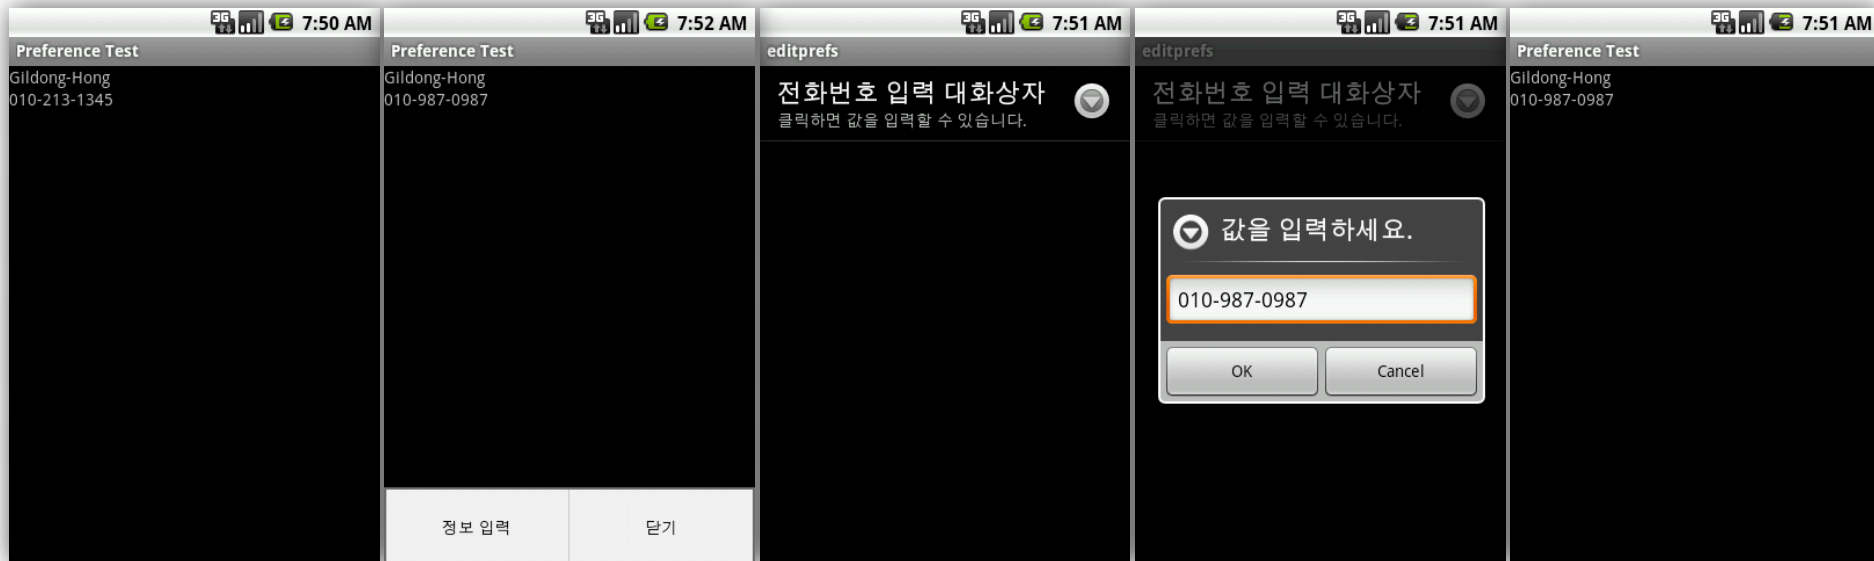 3G 7:50 AM
Preference Test
Gildong-Hong
010-213-1345
3G 7:52 AM
Preference Test
Gildong-Hong
010-987-0987
정보 입력
닫기
3G 7:51 AM
editprefs
전화번호 입력 대화상자
클릭하면 값을 입력할 수 있습니다.
3G 7:51 AM
editprefs
전화번호 입력 대화상자
클릭하면 값을 입력할 수 있습니다.
값을 입력하세요.
010-987-0987
OK
Cancel
3G 7:51 AM
Preference Test
Gildong-Hong
010-987-0987